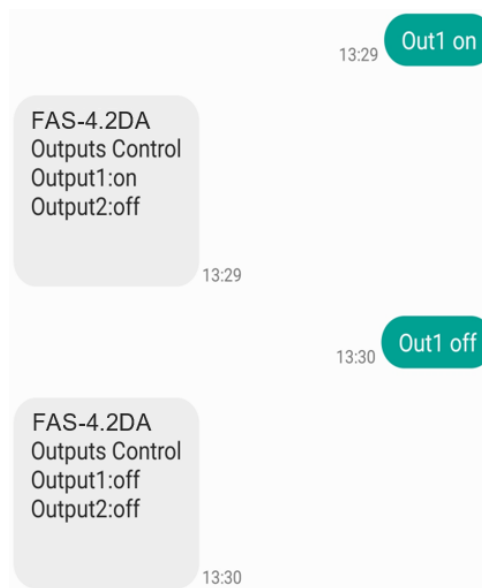 Out1 on
13:29
FAS-4.2DA
Outputs Control
Output1:on
Output2:off
13:29
Out1 off
13:30
FAS-4.2DA
Outputs Control
Output1:off
Output2:off
13:30